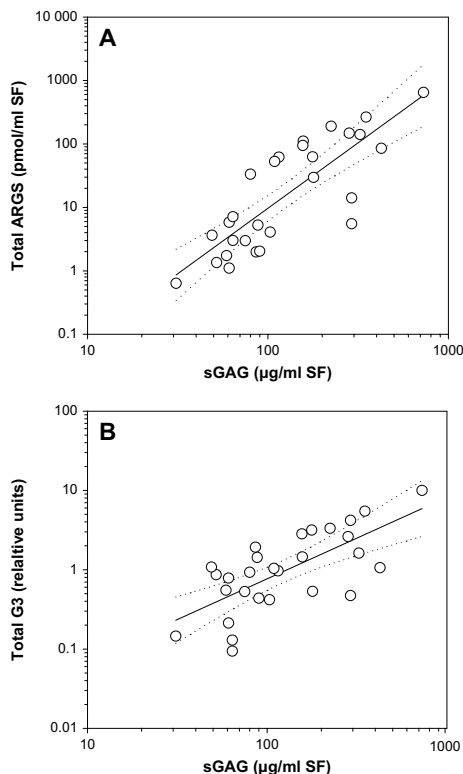 A
10 000
1000
100
10
1
0.1
Total ARGS (pmol/ml SF)
10 100 1000
sGAG (µg/ml SF)
B
100
10
1
0.1
0.01
Total G3 (relaltive units)
10 100 1000
sGAG (µg/ml SF)